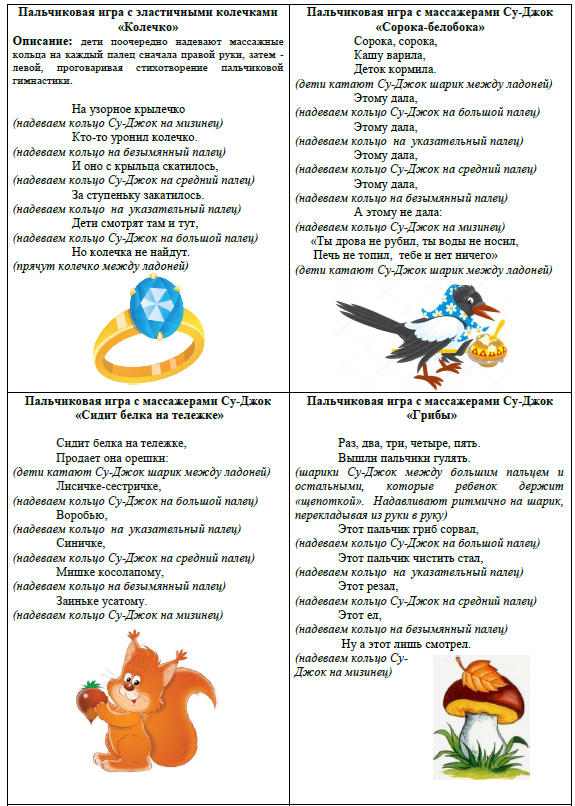 Пальчиковая игра с эластичными колечками
«Колечко»
Описание: дети поочередно надевают массажные
кольца на каждый палец сначала правой руки, затем -
левой, проговаривая стихотворение пальчиковой
гимнастики.
На узорное крылечко
(надеваем кольцо Су-Джок на мизинец)
Кто-то уронил колечко.
(надеваем кольцо на безымянный палец)
И оно с крыльца скатилось,
(надеваем кольцо Су-Джок на средний палец)
За ступеньку закатилось.
(надеваем кольцо на указательный палец)
Дети смотрят там и тут,
(надеваем кольцо Су-Джок на большой палец)
Но колечка не найдут.
(прячут колечко между ладоней)
Пальчиковая игра с массажерами Су-Джок
«Сорока-белобока»
Сорока, сорока,
Кашу варила,
Деток кормила.
(дети катают Су-Джок шарик между ладоней)
Этому дала,
(надеваем кольцо Су-Джок на большой палец)
Этому дала,
(надеваем кольцо на указательный палец)
Этому дала,
(надеваем кольцо Су-Джок на средний палец)
Этому дала,
(надеваем кольцо на безымянный палец)
А этому не дала:
(надеваем кольцо Су-Джок на мизинец)
«Ты дрова не рубил, ты воды не носил,
Печь не топил, тебе и нет ничего»
(дети катают Су-Джок шарик между ладоней)
Пальчиковая игра с массажерами Су-Джок
«Сидит белка на тележке»
Сидит белка на тележке,
Продает она орешки:
(дети катают Су-Джок шарик между ладоней)
Лисичке-сестричке,
(надеваем кольцо Су-Джок на большой палец)
Воробью,
(надеваем кольцо на указательный палец)
Синичке,
(надеваем кольцо Су-Джок на средний палец)
Мишке косолапому,
(надеваем кольцо на безымянный палец)
Заиньке усатому.
(надеваем кольцо Су-Джок на мизинец)
Пальчиковая игра с массажерами Су-Джок
«Грибы»
Раз, два, три, четыре, пять.
Вышли пальчики гулять.
(шарики Су-Джок между большим пальцем и
остальными, которые ребенок держит
«щепоткой». Надавливают ритмично на шарик,
перекладывая из руки в руку)
Этот пальчик гриб сорвал,
(надеваем кольцо Су-Джок на большой палец)
Этот пальчик чистить стал,
(надеваем кольцо на указательный палец)
Этот резал,
(надеваем кольцо Су-Джок на средний палец)
Этот ел,
(надеваем кольцо на безымянный палец)
Ну а этот лишь смотрел.
(надеваем кольцо Су-
Джок на мизинец)